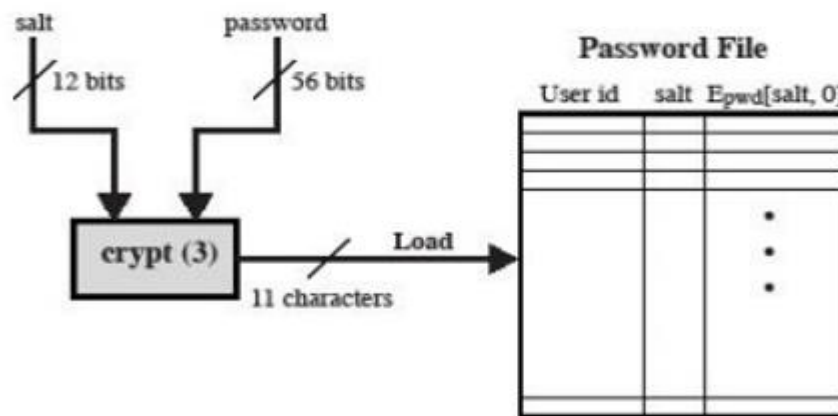 salt
password
12 bits
56 bits
crypt (3)
Load
11 characters
Password File
User id
salt
Epwd[salt, 0]